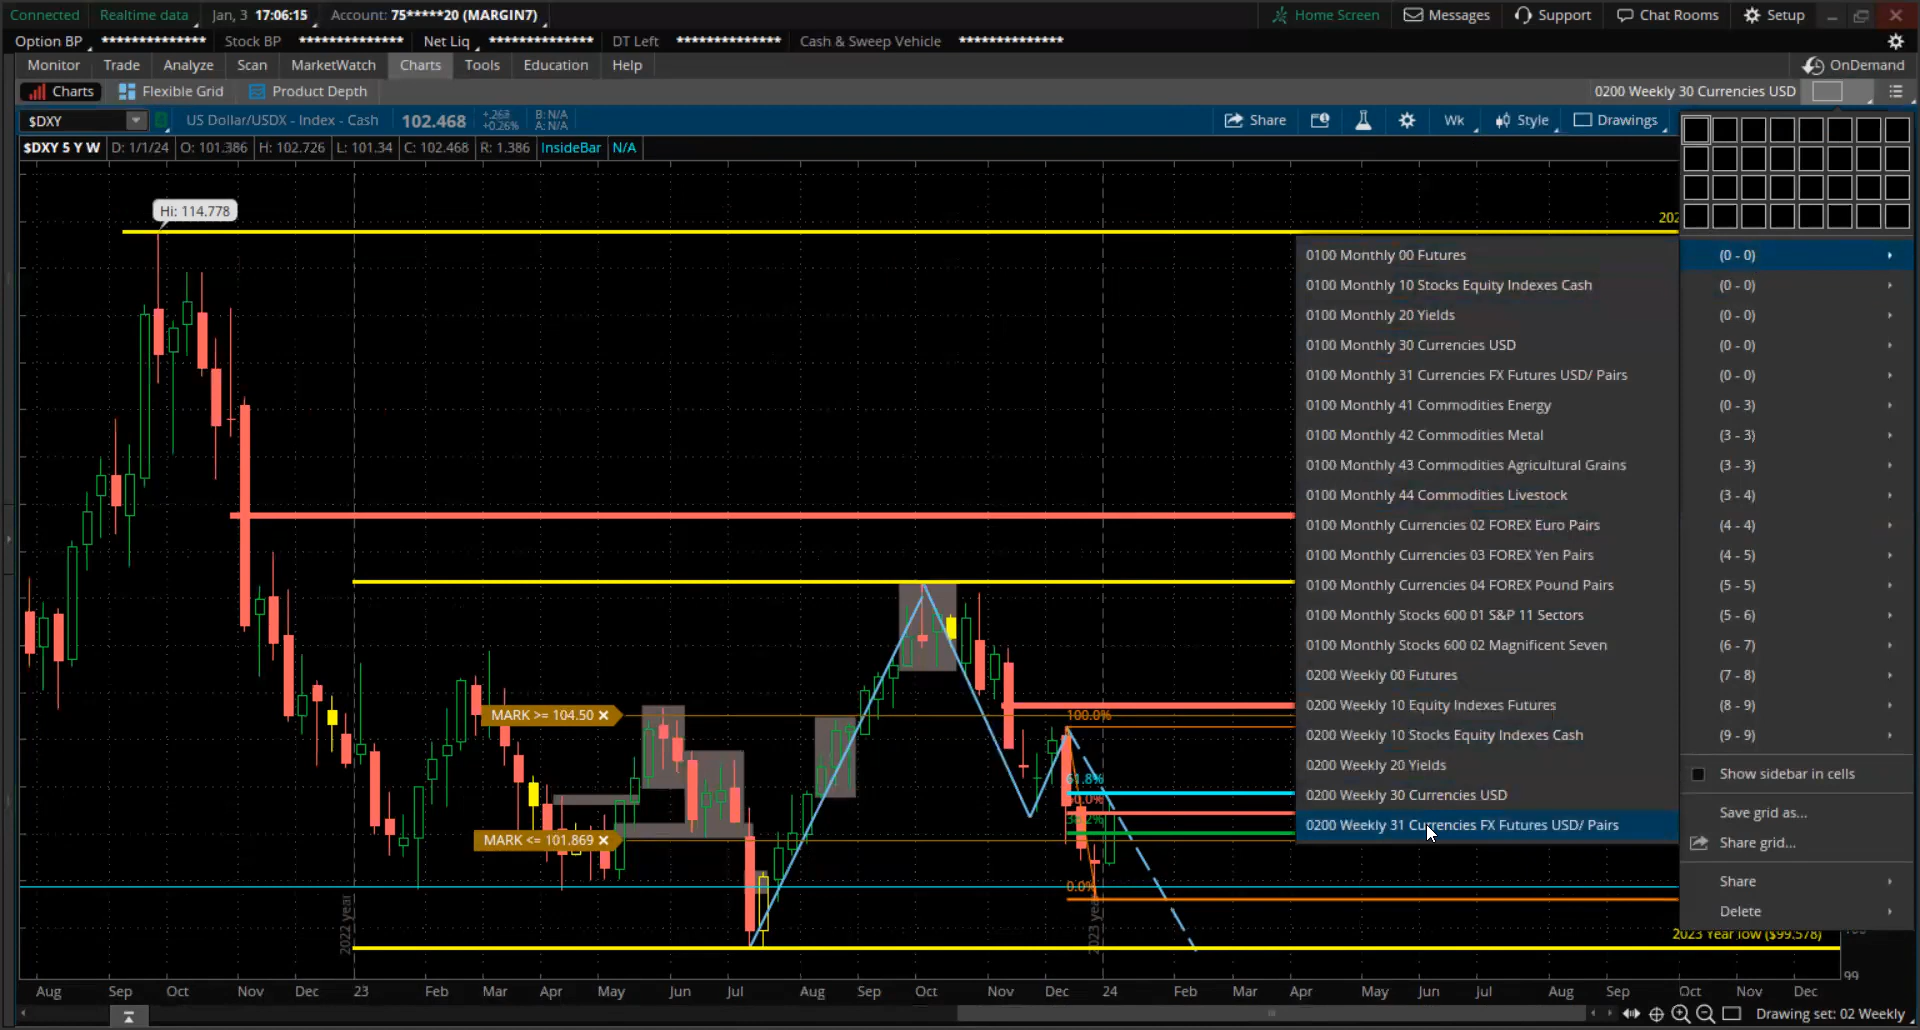 Connected Realtime data Jan, 3 17:06:15 Account: 75*****20 (MARGIN7) Home Screen Messages Support Chat Rooms Setup
Option BP ************** Stock BP ************** Net Liq ************** DT Left ************** Cash & Sweep Vehicle **************
Monitor Trade Analyze Scan MarketWatch Charts Tools Education Help OnDemand
Charts Flexible Grid Product Depth 0200 Weekly 30 Currencies USD
$DXY US Dollar/USDX - Index - Cash 102.468 +.268 +0.26% B: N/A A: N/A Share Wk Style Drawings
$DXY 5 Y W D: 1/1/24 O: 101.386 H: 102.726 L: 101.34 C: 102.468 R: 1.386 InsideBar N/A
Hi: 114.778
202
0100 Monthly 00 Futures (0 - 0)
0100 Monthly 10 Stocks Equity Indexes Cash (0 - 0)
0100 Monthly 20 Yields (0 - 0)
0100 Monthly 30 Currencies USD (0 - 0)
0100 Monthly 31 Currencies FX Futures USD/ Pairs (0 - 0)
0100 Monthly 41 Commodities Energy (0 - 3)
0100 Monthly 42 Commodities Metal (3 - 3)
0100 Monthly 43 Commodities Agricultural Grains (3 - 3)
0100 Monthly 44 Commodities Livestock (3 - 4)
0100 Monthly Currencies 02 FOREX Euro Pairs (4 - 4)
0100 Monthly Currencies 03 FOREX Yen Pairs (4 - 5)
0100 Monthly Currencies 04 FOREX Pound Pairs (5 - 5)
0100 Monthly Stocks 600 01 S&P 11 Sectors (5 - 6)
0100 Monthly Stocks 600 02 Magnificent Seven (6 - 7)
0200 Weekly 00 Futures (7 - 8)
0200 Weekly 10 Equity Indexes Futures (8 - 9)
0200 Weekly 10 Stocks Equity Indexes Cash (9 - 9)
0200 Weekly 20 Yields
0200 Weekly 30 Currencies USD
0200 Weekly 31 Currencies FX Futures USD/ Pairs
Show sidebar in cells
Save grid as...
Share grid...
Share
Delete
MARK >= 104.50
MARK <= 101.869
100.0%
61.8%
50.0%
38.2%
0.0%
2022 year
2023 year
2023 Year low ($99.578)
99
Aug Sep Oct Nov Dec 23 Feb Mar Apr May Jun Jul Aug Sep Oct Nov Dec 24 Feb Mar Apr May Jun Jul Aug Sep Oct Nov Dec
Drawing set: 02 Weekly